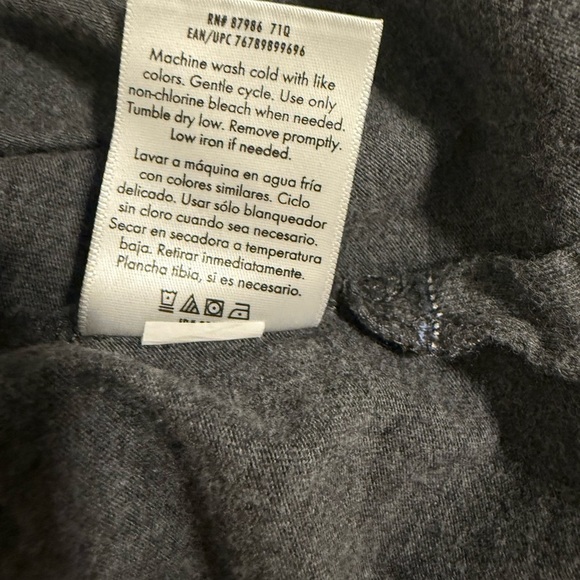 RN# 87986 71Q
EAN/UPC 76789899696
Machine wash cold with like
colors. Gentle cycle. Use only
non-chlorine bleach when needed.
Tumble dry low. Remove promptly.
Low iron if needed.
Lavar a máquina en agua fría
con colores similares. Ciclo
delicado. Usar sólo blanqueador
sin cloro cuando sea necesario.
Secar en secadora a temperatura
baja. Retirar inmediatamente.
Plancha tibia, si es necesario.